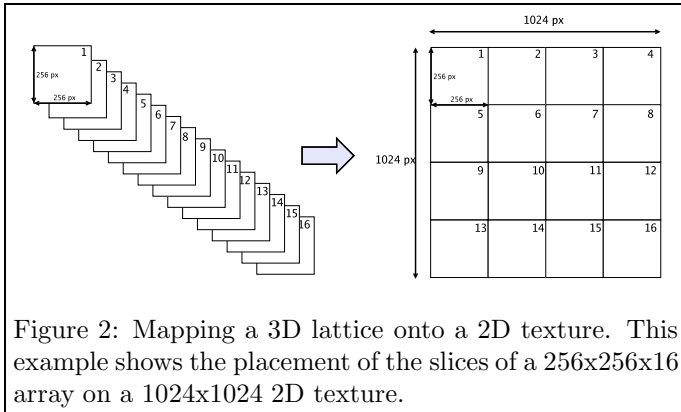 1024 px
1
2
3
4
5
6
7
8
9
10
11
12
13
14
15
16
256 px
256 px
1024 px
1 2 3 4
256 px
256 px
5 6 7 8
9 10 11 12
13 14 15 16
Figure 2: Mapping a 3D lattice onto a 2D texture. This
example shows the placement of the slices of a 256x256x16
array on a 1024x1024 2D texture.